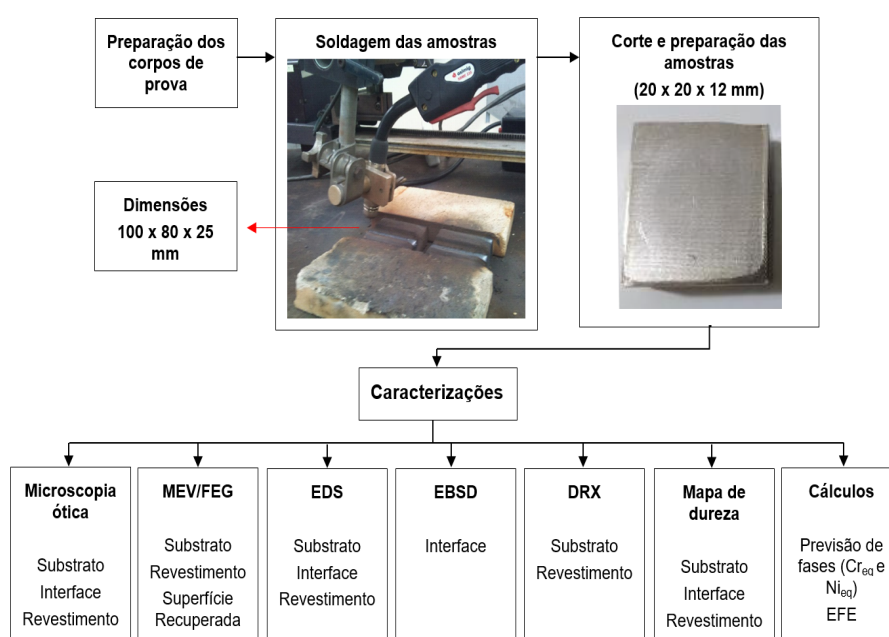 Preparação dos
corpos de
prova
Soldagem das amostras
Corte e preparação das
amostras
(20 x 20 x 12 mm)
Dimensões
100 x 80 x 25
mm
Caracterizações
Microscopia
ótica
Substrato
Interface
Revestimento
MEV/FEG
Substrato
Revestimento
Superfície
Recuperada
EDS
Substrato
Interface
Revestimento
EBSD
Interface
DRX
Substrato
Revestimento
Mapa de
dureza
Substrato
Interface
Revestimento
Cálculos
Previsão de
fases (Creq e
Nieq)
EFE